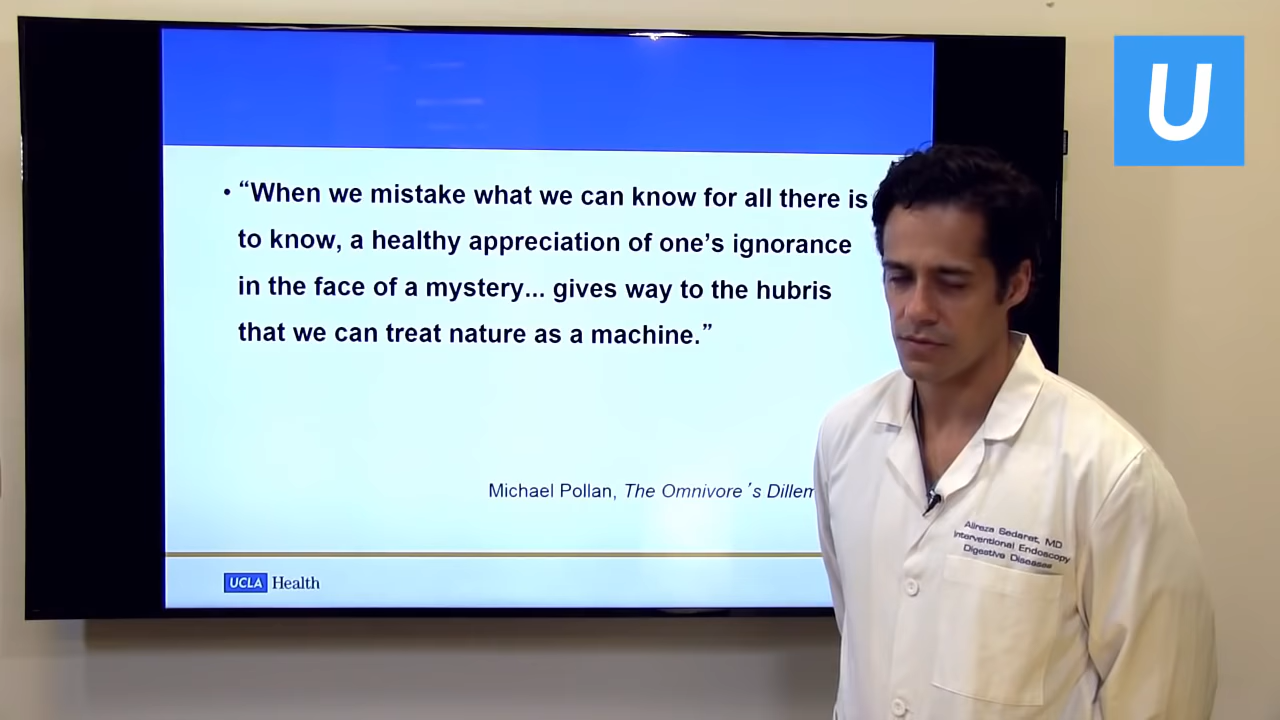 U
• “When we mistake what we can know for all there is
to know, a healthy appreciation of one’s ignorance
in the face of a mystery... gives way to the hubris
that we can treat nature as a machine.”
Michael Pollan, The Omnivore´s Dillem
UCLA Health
Alireza Sedarat, MD
Interventional Endoscopy
Digestive Diseases